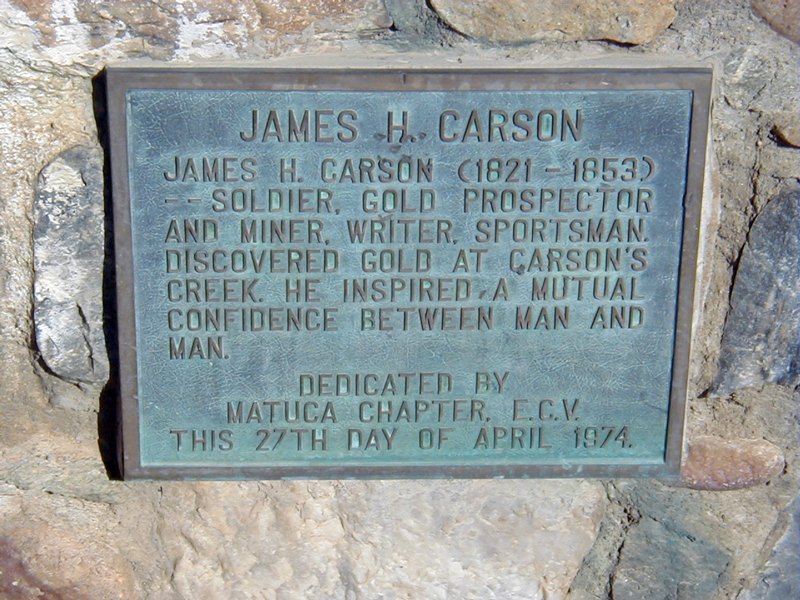 JAMES H. CARSON
JAMES H. CARSON (1821 – 1853)
-- SOLDIER, GOLD PROSPECTOR
AND MINER, WRITER, SPORTSMAN.
DISCOVERED GOLD AT CARSON'S
CREEK. HE INSPIRED A MUTUAL
CONFIDENCE BETWEEN MAN AND
MAN.
DEDICATED BY
MATUCA CHAPTER, E.C.V.
THIS 27TH DAY OF APRIL 1974.